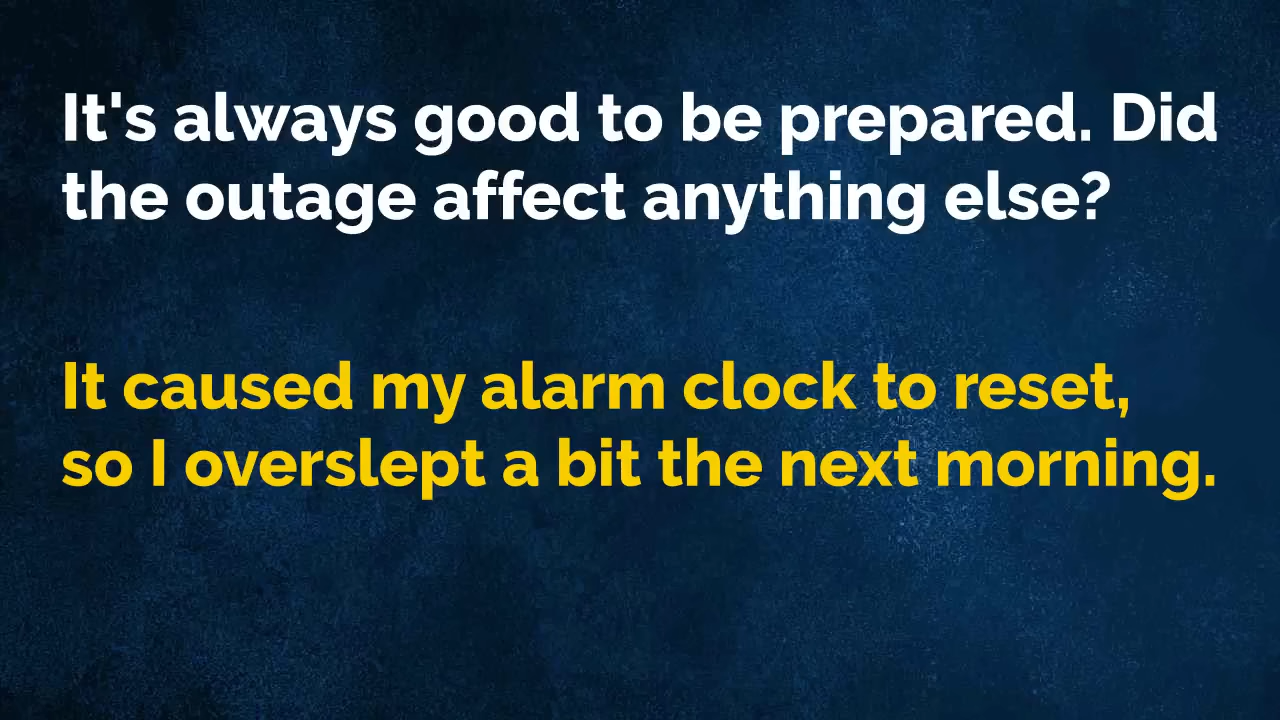 It's always good to be prepared. Did
the outage affect anything else?
It caused my alarm clock to reset,
so I overslept a bit the next morning.